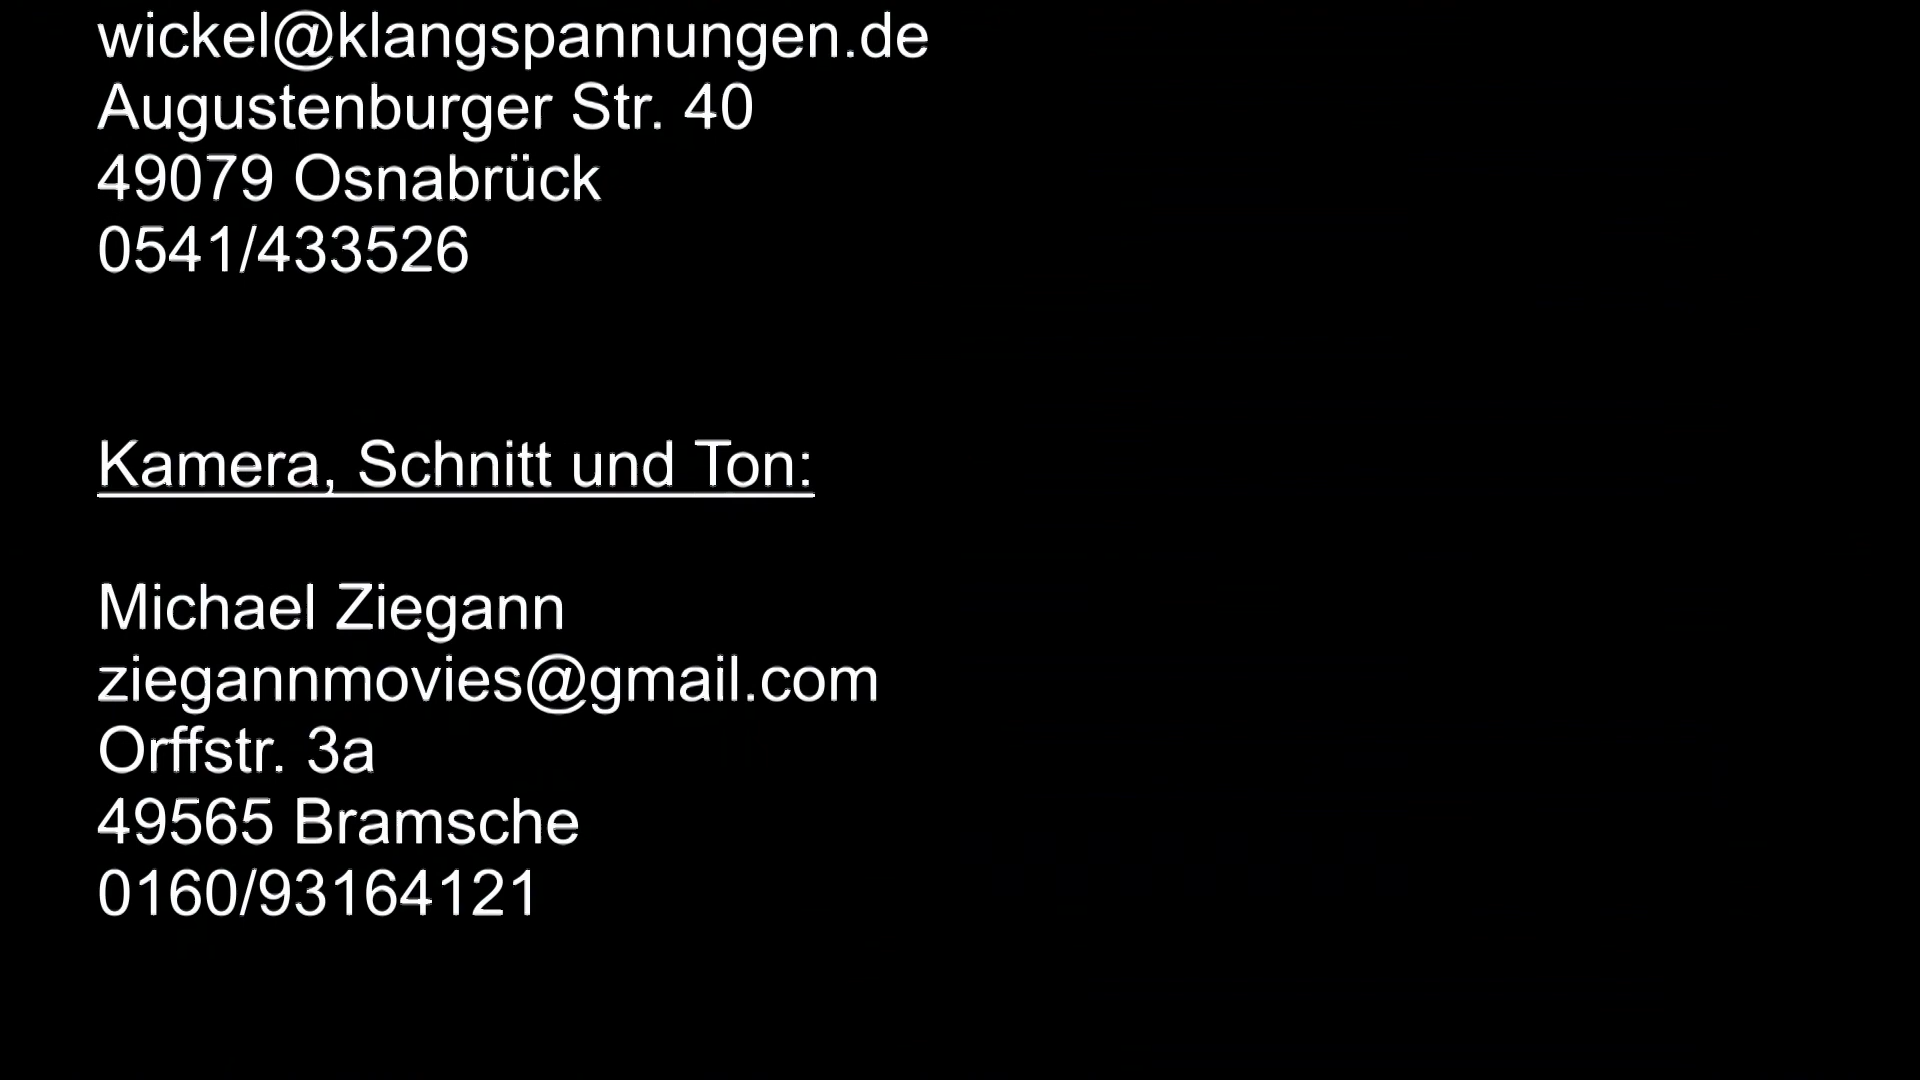 wickel@klangspannungen.de
Augustenburger Str. 40
49079 Osnabrück
0541/433526
Kamera, Schnitt und Ton:
Michael Ziegann
ziegannmovies@gmail.com
Orffstr. 3a
49565 Bramsche
0160/93164121